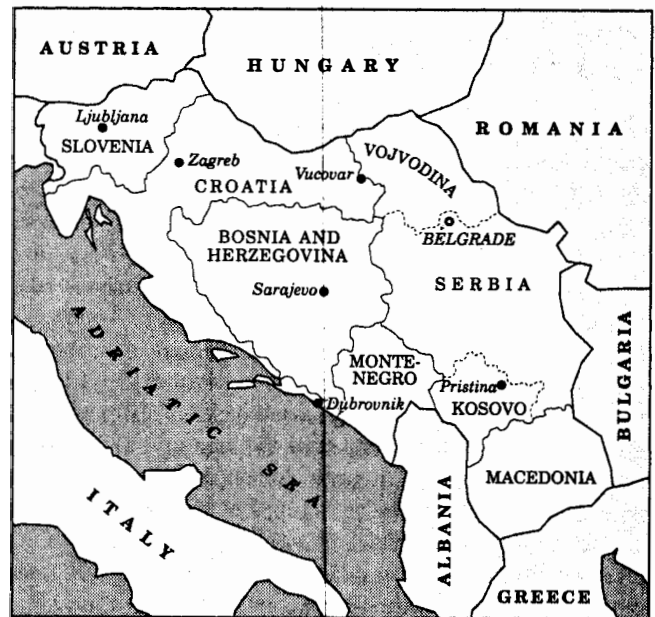 AUSTRIA
HUNGARY
ROMANIA
Ljubljana
SLOVENIA
Zagreb
CROATIA
Vucovar
VOJVODINA
BELGRADE
BOSNIA AND
HERZEGOVINA
Sarajevo
SERBIA
ADRIATIC SEA
MONTE-
NEGRO
Pristina
KOSOVO
Dubrovnik
BULGARIA
MACEDONIA
ITALY
ALBANIA
GREECE